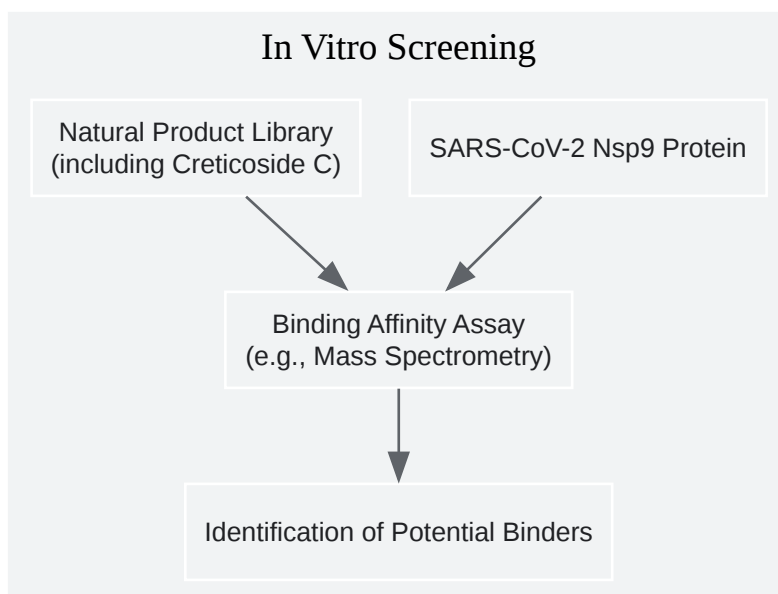 In Vitro Screening
Natural Product Library
(including Creticoside C)
SARS-CoV-2 Nsp9 Protein
Binding Affinity Assay
(e.g., Mass Spectrometry)
Identification of Potential Binders